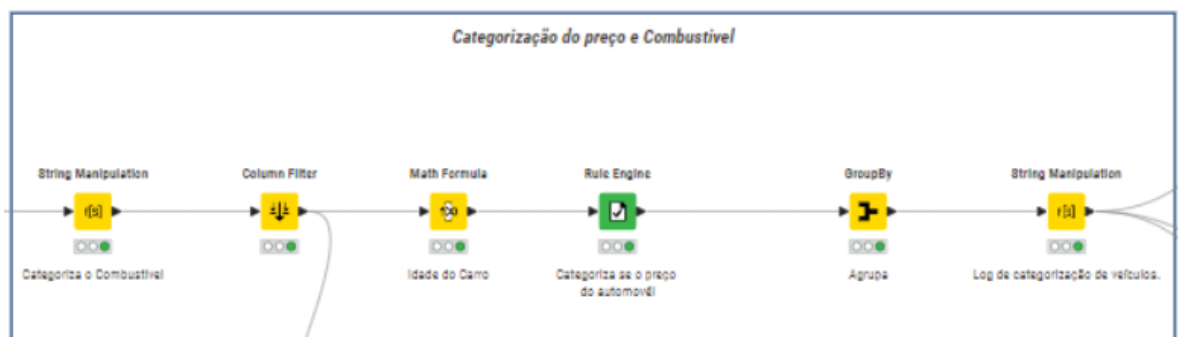 Categorização do preço e Combustivel
String Manipulation
Column Filter
Math Formula
Rule Engine
GroupBy
String Manipulation
Categoriza o Combustivel
Idade do Carro
Categoriza se o preço
do automovél
Agrupa
Log de categorização de veículos.